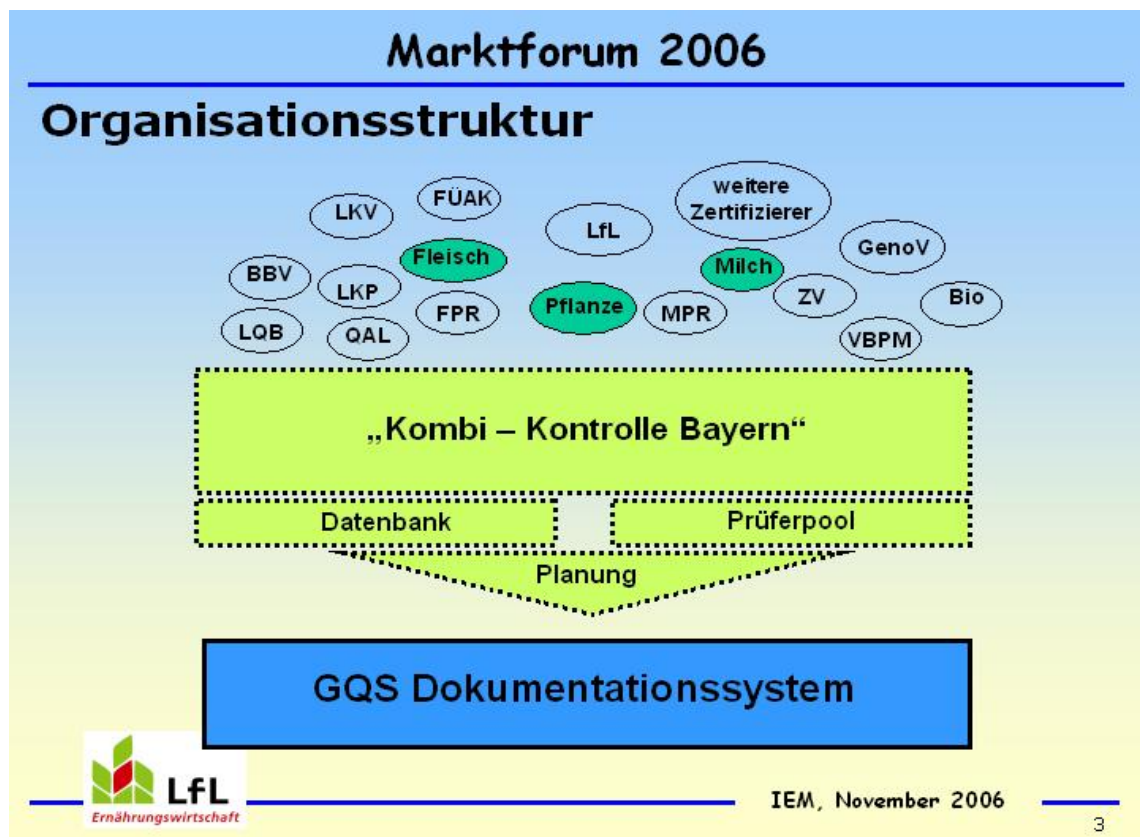 Marktforum 2006
Organisationsstruktur
weitere
Zertifizierer
FÜAK
LKV
LfL
GenoV
Fleisch
Milch
BBV
LKP
ZV
Bio
Pflanze
FPR
MPR
LQB
QAL
VBPM
„Kombi – Kontrolle Bayern“
Datenbank
Prüferpool
Planung
GQS Dokumentationssystem
LfL
Ernährungswirtschaft
IEM, November 2006
3